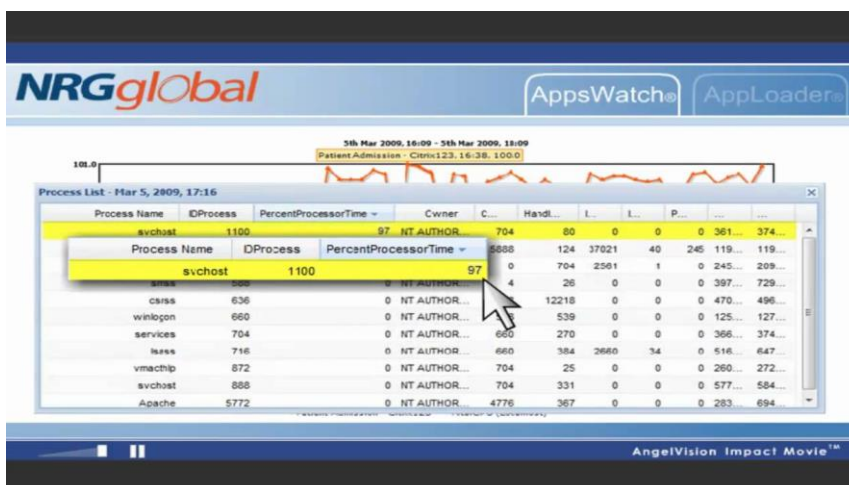 NRGglobal
AppsWatch®
AppLoader®
5th Mar 2009, 16:09 - 5th Mar 2009, 18:09
Patient Admission - Citrix123, 16:38, 100.0
101.0
Process List - Mar 5, 2009, 17:16
Process Name IDProcess PercentProcessorTime Owner C... Handl... I... I... P... ... ...
svchost 1100 97 NT AUTHOR... 704 80 0 0 0 361... 374...
Process Name IDProcess PercentProcessorTime
svchost 1100 97
5888 124 37021 40 245 119... 119...
0 704 2561 1 0 245... 209...
smss 588 0 NT AUTHOR... 4 26 0 0 0 397... 729...
csrss 636 0 NT AUTHOR... 12218 0 0 0 470... 496...
winlogon 660 0 NT AUTHOR... 539 0 0 0 125... 127...
services 704 0 NT AUTHOR... 660 270 0 0 0 366... 374...
lsass 716 0 NT AUTHOR... 660 384 2660 34 0 516... 647...
vmacthlp 872 0 NT AUTHOR... 704 25 0 0 0 260... 272...
svchost 888 0 NT AUTHOR... 704 331 0 0 0 577... 584...
Apache 5772 0 NT AUTHOR... 4776 367 0 0 0 283... 694...
AngelVision Impact Movie™